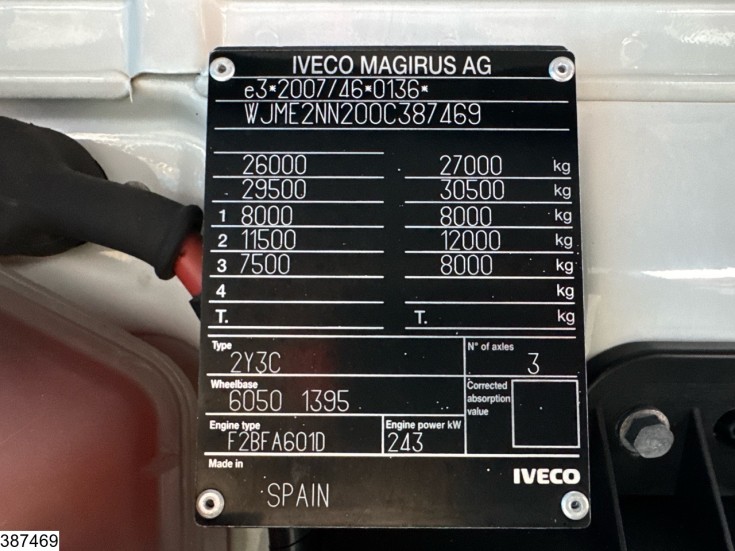 IVECO MAGIRUS AG
e3*2007/46*0136*
WJME2NN200C387469
26000 27000 kg
29500 30500 kg
1 8000 8000 kg
2 11500 12000 kg
3 7500 8000 kg
4 kg
T. T. kg
Type N° of axles
2Y3C 3
Wheelbase Corrected absorption value
6050 1395
Engine type Engine power kW
F2BFA601D 243
Made in IVECO
SPAIN
387469